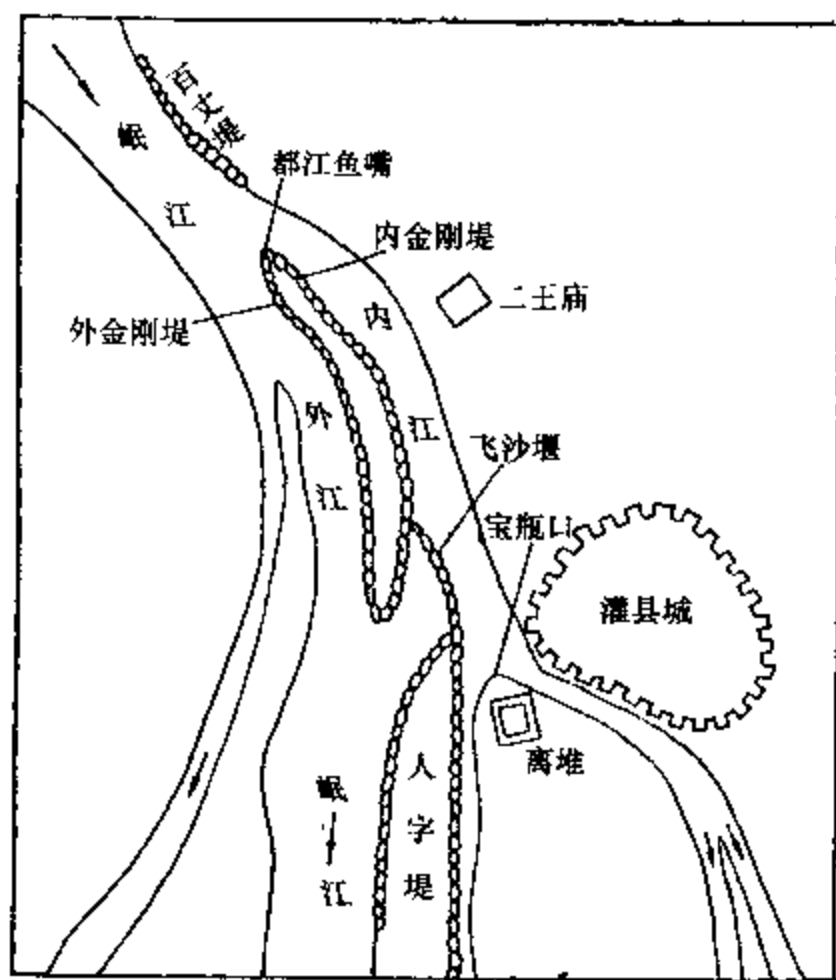 百丈堤
岷江
都江鱼嘴
内金刚堤
二王庙
外金刚堤
内江
外江
飞沙堰
宝瓶口
灌县城
离堆
人字堤
岷江